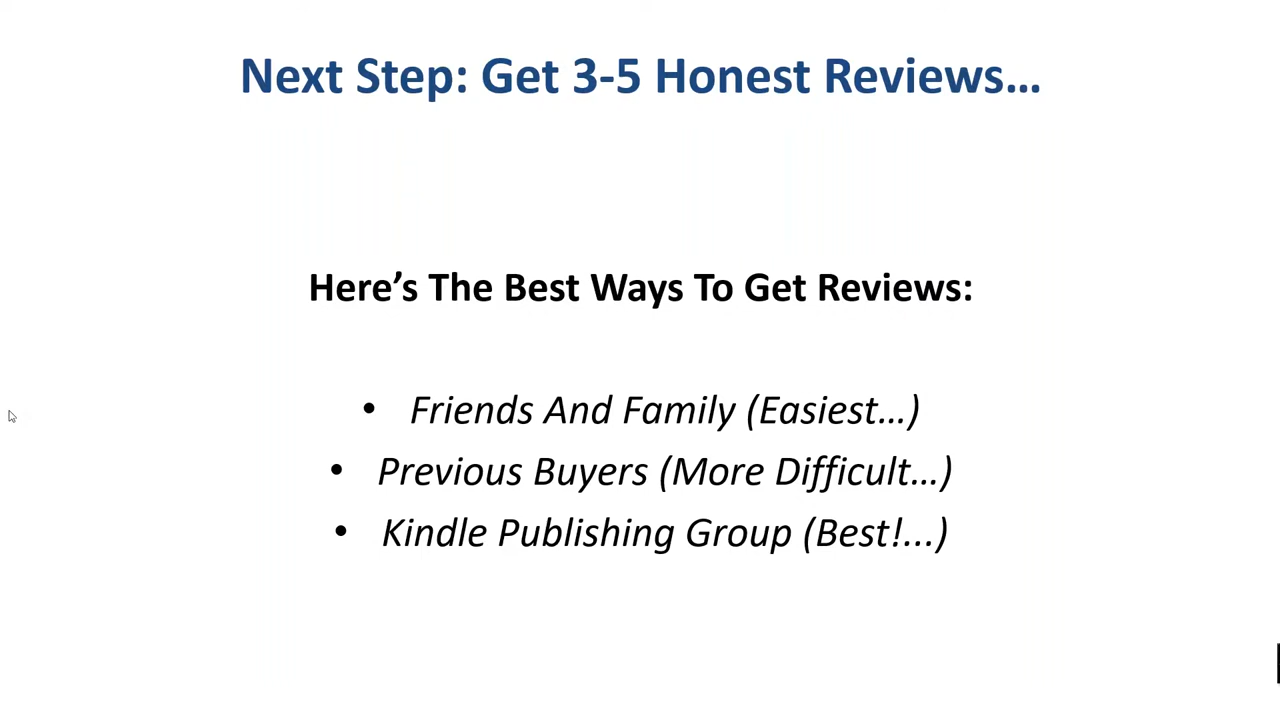 Next Step: Get 3-5 Honest Reviews…
Here’s The Best Ways To Get Reviews:
• Friends And Family (Easiest…)
• Previous Buyers (More Difficult…)
• Kindle Publishing Group (Best!...)